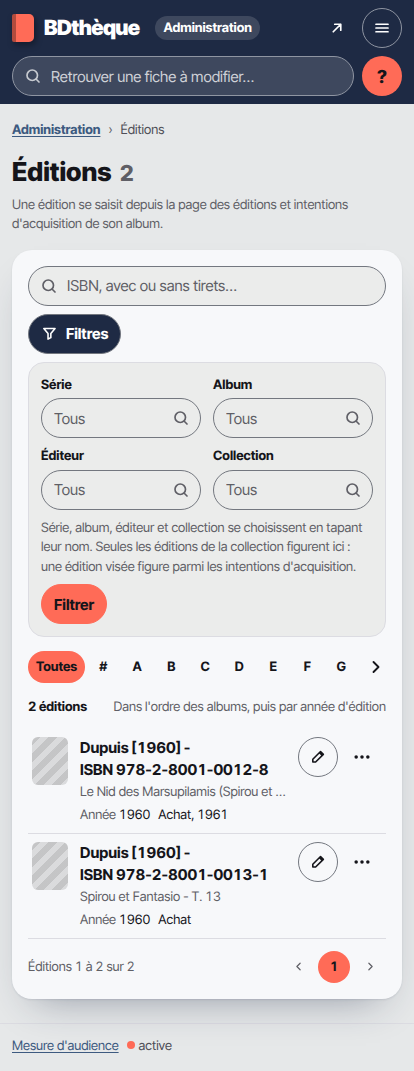 BDthèque Administration
Retrouver une fiche à modifier... ?
Administration › Éditions
Éditions 2
Une édition se saisit depuis la page des éditions et intentions
d'acquisition de son album.
ISBN, avec ou sans tirets...
Filtres
Série Album
Tous Tous
Éditeur Collection
Tous Tous
Série, album, éditeur et collection se choisissent en tapant
leur nom. Seules les éditions de la collection figurent ici :
une édition visée figure parmi les intentions d'acquisition.
Filtrer
Toutes # A B C D E F G
2 éditions Dans l'ordre des albums, puis par année d'édition
Dupuis [1960] -
ISBN 978-2-8001-0012-8
Le Nid des Marsupilamis (Spirou et ...
Année 1960 Achat, 1961
Dupuis [1960] -
ISBN 978-2-8001-0013-1
Spirou et Fantasio - T. 13
Année 1960 Achat
Éditions 1 à 2 sur 2 ‹ 1 ›
Mesure d'audience active